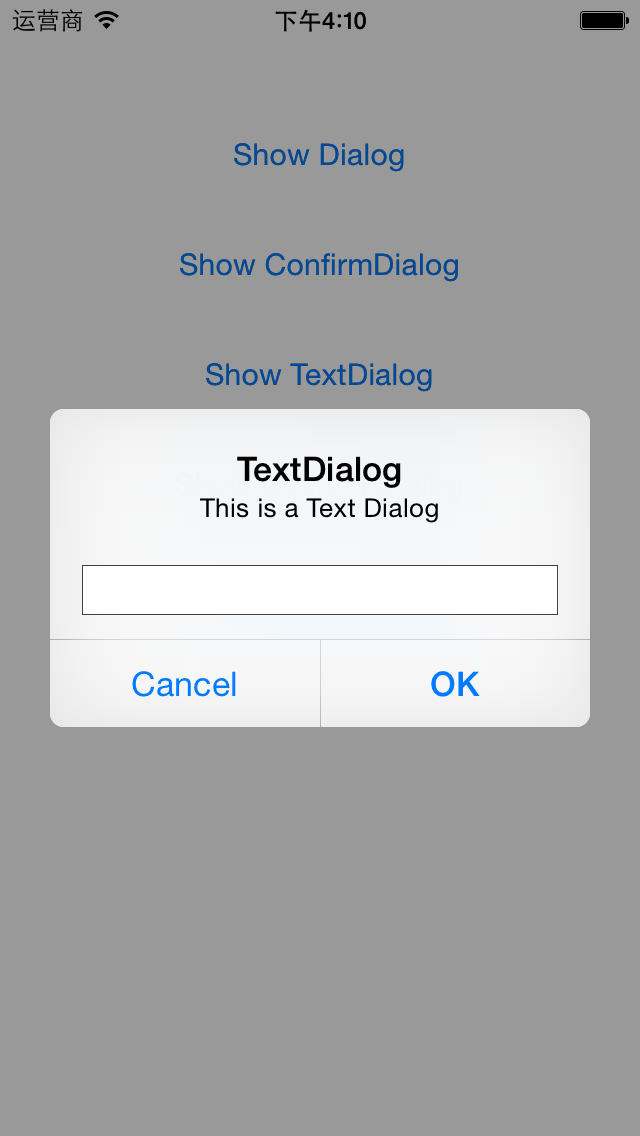 运营商 下午4:10
Show Dialog
Show ConfirmDialog
Show TextDialog
TextDialog
This is a Text Dialog
Cancel OK